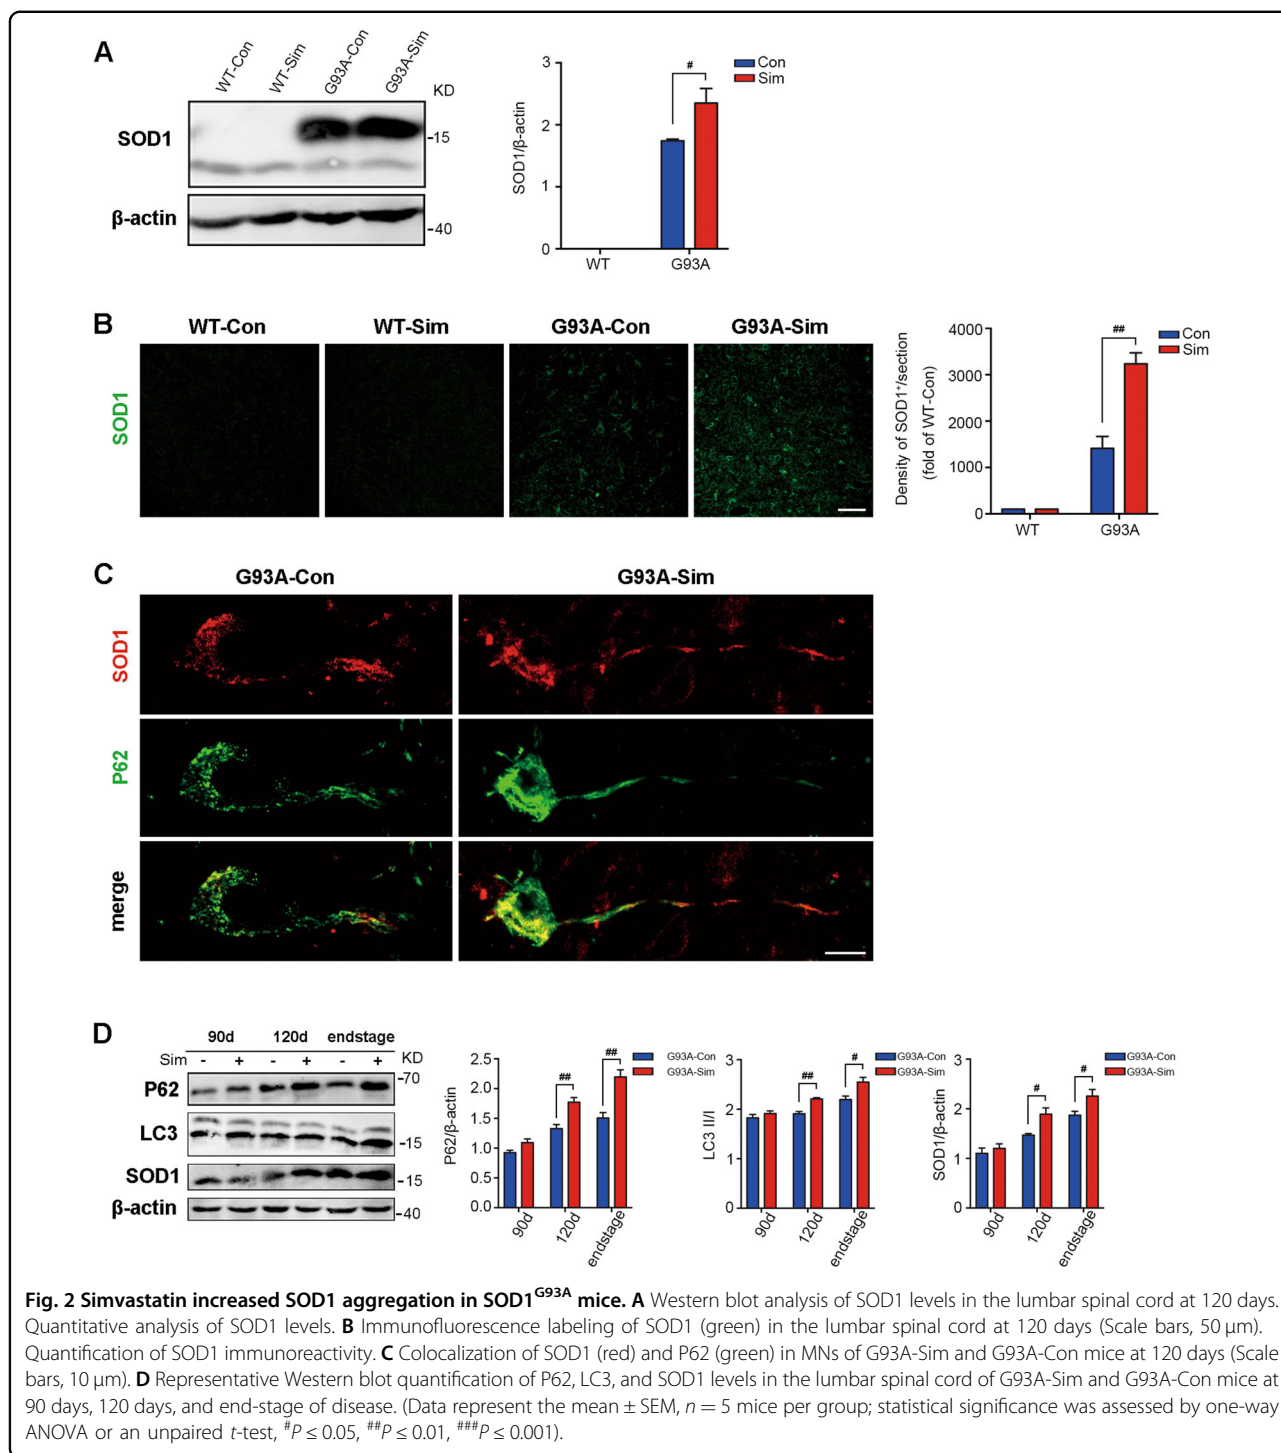 A
WT-Con
WT-Sim
G93A-Con
G93A-Sim
KD
SOD1
-15
β-actin
-40
SOD1/β-actin
3
2
1
0
WT
G93A
#
Con
Sim
B
WT-Con
WT-Sim
G93A-Con
G93A-Sim
SOD1
Density of SOD1+/section
(fold of WT-Con)
4000
3000
2000
1000
0
WT
G93A
##
Con
Sim
C
G93A-Con
G93A-Sim
SOD1
P62
merge
D
90d 120d endstage
Sim - + - + - + KD
P62
-70
LC3
-15
SOD1
-15
β-actin
-40
P62/β-actin
2.5
2.0
1.5
1.0
0.5
0.0
90d
120d
endstage
##
##
G93A-Con
G93A-Sim
LC3 II/I
3
2
1
0
90d
120d
endstage
##
#
G93A-Con
G93A-Sim
SOD1/β-actin
3
2
1
0
90d
120d
endstage
#
#
G93A-Con
G93A-Sim
Fig. 2 Simvastatin increased SOD1 aggregation in SOD1G93A mice. A Western blot analysis of SOD1 levels in the lumbar spinal cord at 120 days.
Quantitative analysis of SOD1 levels. B Immunofluorescence labeling of SOD1 (green) in the lumbar spinal cord at 120 days (Scale bars, 50 μm).
Quantification of SOD1 immunoreactivity. C Colocalization of SOD1 (red) and P62 (green) in MNs of G93A-Sim and G93A-Con mice at 120 days (Scale
bars, 10 μm). D Representative Western blot quantification of P62, LC3, and SOD1 levels in the lumbar spinal cord of G93A-Sim and G93A-Con mice at
90 days, 120 days, and end-stage of disease. (Data represent the mean ± SEM, n = 5 mice per group; statistical significance was assessed by one-way
ANOVA or an unpaired t-test, #P ≤ 0.05, ##P ≤ 0.01, ###P ≤ 0.001).